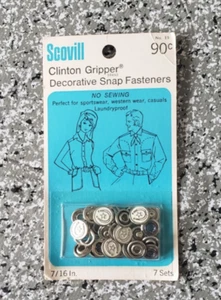 Scovill
No. 10
90¢
Clinton Gripper®
Decorative Snap Fasteners
NO SEWING
Perfect for sportswear, western wear, casuals
Laundryproof
7/16 in.
7 Sets